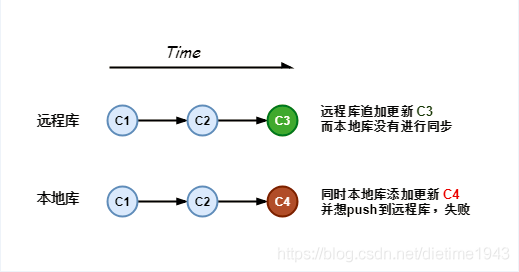 Time
远程库
C1
C2
C3
远程库追加更新 C3
而本地库没有进行同步
本地库
C1
C2
C4
同时本地库添加更新 C4
并想push到远程库，失败
https://blog.csdn.net/dietime1943